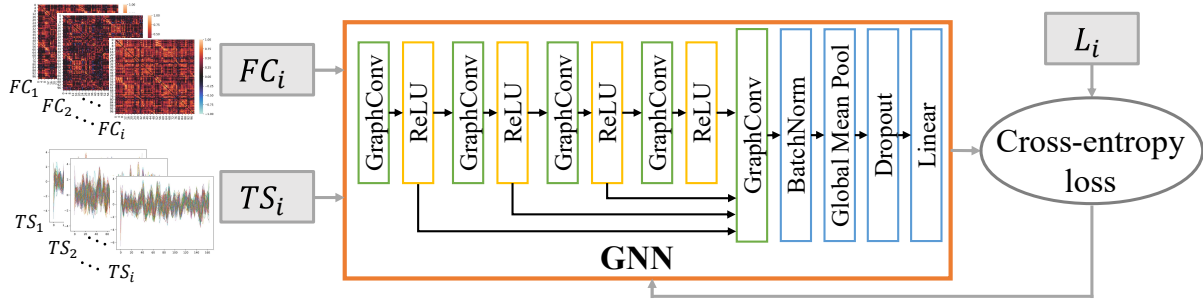 FC₁
FC₂
FCᵢ
FCᵢ
TS₁
TS₂
TSᵢ
TSᵢ
GraphConv
ReLU
GraphConv
ReLU
GraphConv
ReLU
GraphConv
ReLU
GraphConv
BatchNorm
Global Mean Pool
Dropout
Linear
GNN
Lᵢ
Cross-entropy
loss